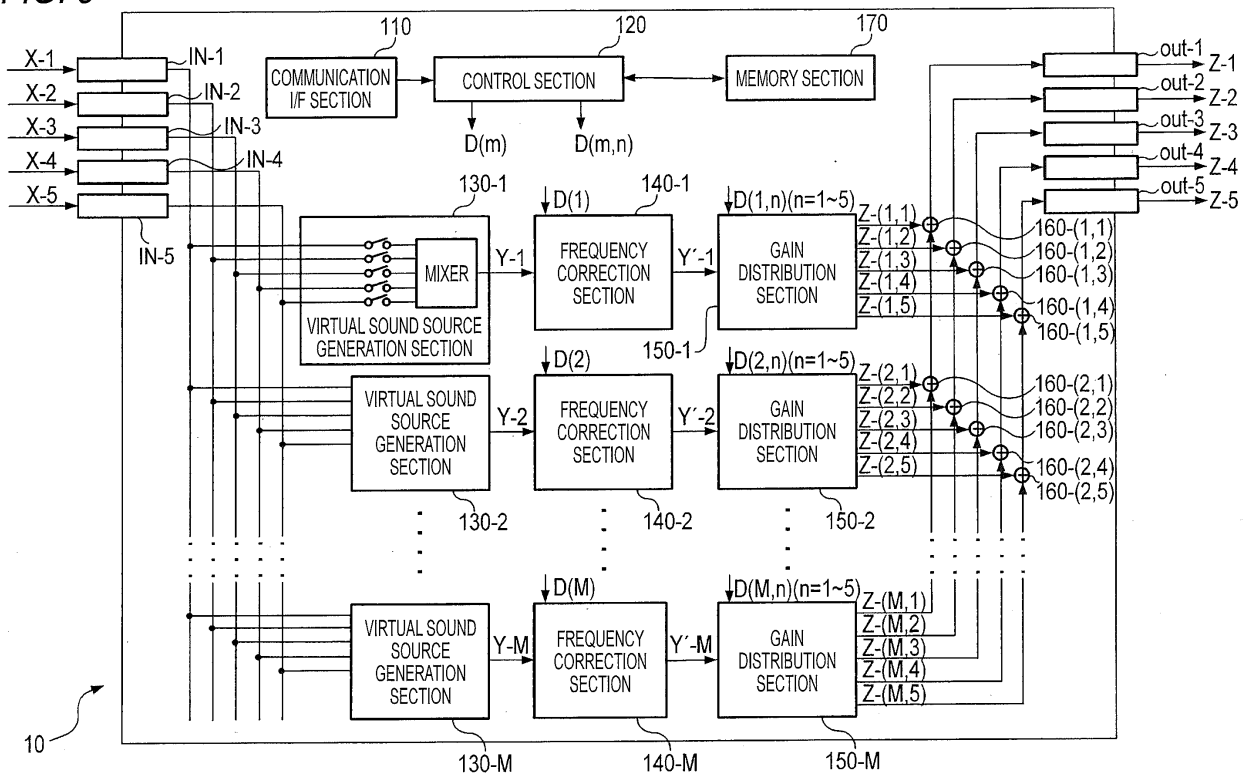 110
120
170
X-1
IN-1
COMMUNICATION
I/F SECTION
CONTROL SECTION
MEMORY SECTION
out-1
Z-1
X-2
IN-2
out-2
Z-2
X-3
IN-3
D(m)
D(m,n)
out-3
Z-3
X-4
IN-4
out-4
Z-4
X-5
IN-5
out-5
Z-5
130-1
MIXER
VIRTUAL SOUND SOURCE
GENERATION SECTION
Y-1
D(1)
140-1
FREQUENCY
CORRECTION
SECTION
Y´-1
D(1,n)(n=1~5)
GAIN
DISTRIBUTION
SECTION
150-1
Z-(1,1)
Z-(1,2)
Z-(1,3)
Z-(1,4)
Z-(1,5)
160-(1,1)
160-(1,2)
160-(1,3)
160-(1,4)
160-(1,5)
VIRTUAL SOUND
SOURCE
GENERATION
SECTION
130-2
Y-2
D(2)
FREQUENCY
CORRECTION
SECTION
140-2
Y´-2
D(2,n)(n=1~5)
GAIN
DISTRIBUTION
SECTION
150-2
Z-(2,1)
Z-(2,2)
Z-(2,3)
Z-(2,4)
Z-(2,5)
160-(2,1)
160-(2,2)
160-(2,3)
160-(2,4)
160-(2,5)
VIRTUAL SOUND
SOURCE
GENERATION
SECTION
130-M
Y-M
D(M)
FREQUENCY
CORRECTION
SECTION
140-M
Y´-M
D(M,n)(n=1~5)
GAIN
DISTRIBUTION
SECTION
150-M
Z-(M,1)
Z-(M,2)
Z-(M,3)
Z-(M,4)
Z-(M,5)
10